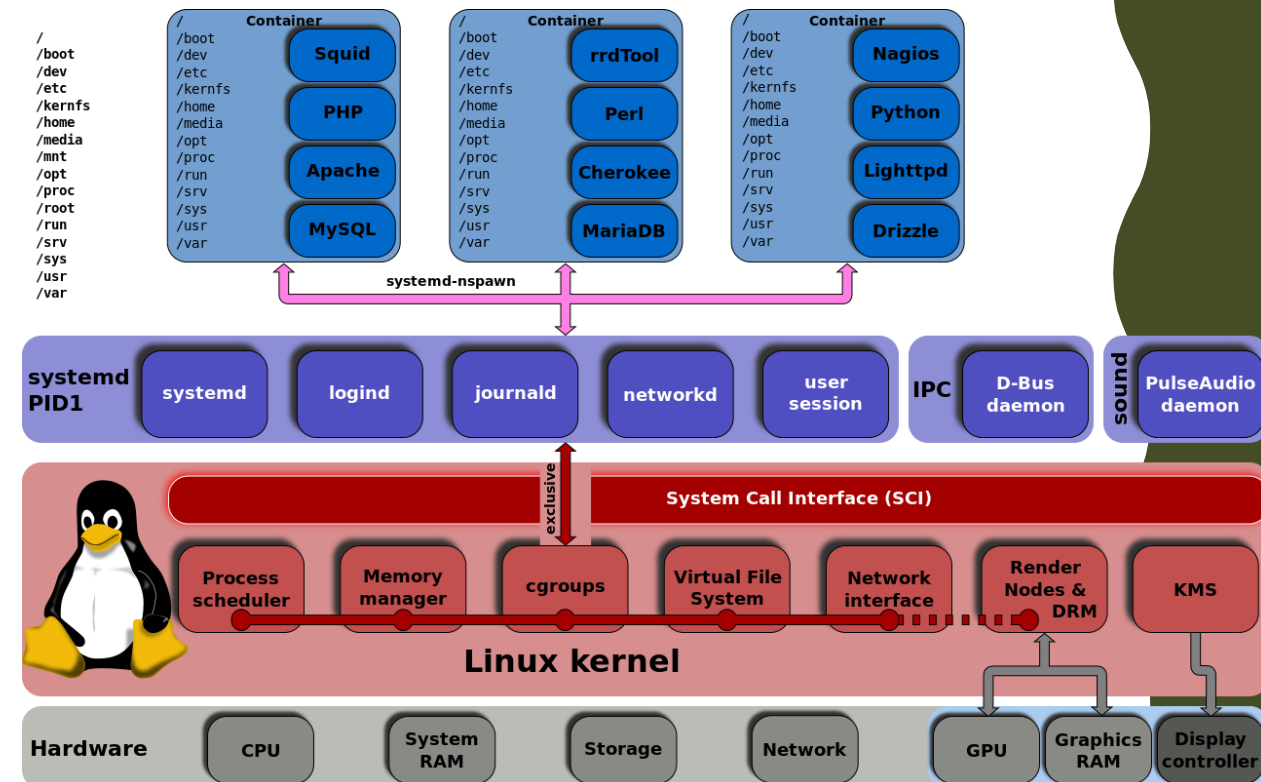 /
/boot
/dev
/etc
/kernfs
/home
/media
/mnt
/opt
/proc
/root
/run
/srv
/sys
/usr
/var
/ Container
/boot
/dev
/etc
/kernfs
/home
/media
/opt
/proc
/run
/srv
/sys
/usr
/var
Squid
PHP
Apache
MySQL
/ Container
/boot
/dev
/etc
/kernfs
/home
/media
/opt
/proc
/run
/srv
/sys
/usr
/var
rrdTool
Perl
Cherokee
MariaDB
/ Container
/boot
/dev
/etc
/kernfs
/home
/media
/opt
/proc
/run
/srv
/sys
/usr
/var
Nagios
Python
Lighttpd
Drizzle
systemd-nspawn
systemd
PID1
systemd
logind
journald
networkd
user
session
IPC
D-Bus
daemon
sound
PulseAudio
daemon
exclusive
System Call Interface (SCI)
Process
scheduler
Memory
manager
cgroups
Virtual File
System
Network
interface
Render
Nodes &
DRM
KMS
Linux kernel
Hardware
CPU
System
RAM
Storage
Network
GPU
Graphics
RAM
Display
controller